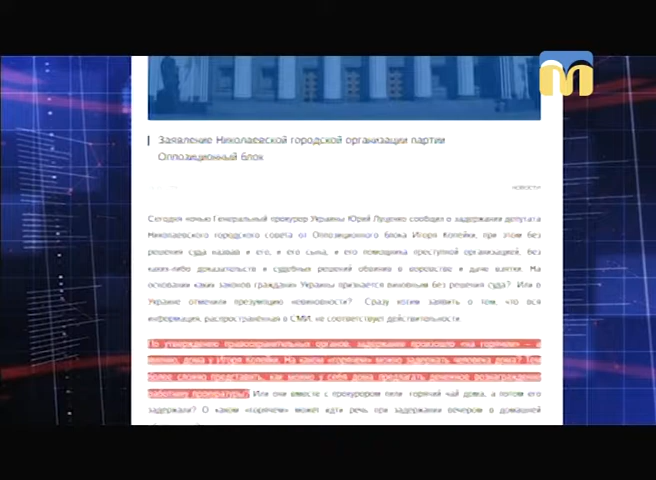 Заявление Николаевской городской организации партии
Оппозиционный блок
НОВОСТИ
Сегодня ночью Генеральный прокурор Украины Юрий Луценко сообщил о задержании депутата
Николаевского городского совета от Оппозиционного блока Игоря Копейки, при этом без
решения суда назвав и его, и его сына, и его помощника преступной организацией, без
каких-либо доказательств и судебных решений обвинив в воровстве и даче взятки. На
основании каких законов гражданин Украины признается виновным без решения суда? Или в
Украине отменили презумпцию невиновности? Сразу хотим заявить о том, что вся
информация, распространённая в СМИ, не соответствует действительности.
По утверждению правоохранительных органов, задержание произошло «на горячем» – а
именно, дома у Игоря Копейки. На каком «горячем» можно задержать человека дома? Тем
более сложно представить, как можно у себя дома предлагать денежное вознаграждение
работнику прокуратуры". Или они вместе с прокурором пили горячий чай дома, а потом его
задержали? О каком «горячем» может идти речь при задержании вечером в домашней